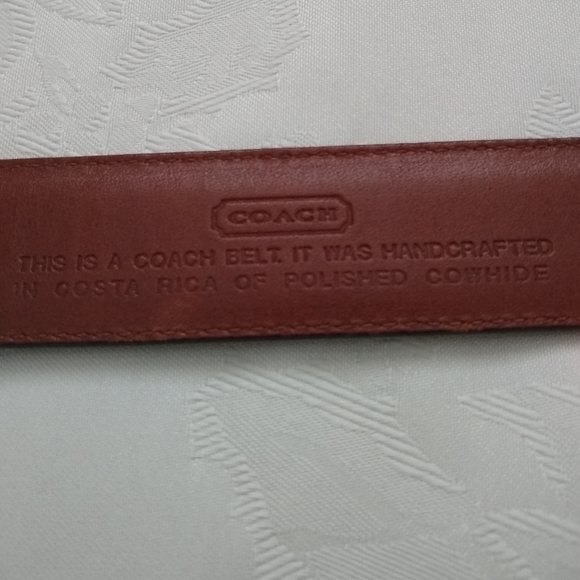 COACH
THIS IS A COACH BELT. IT WAS HANDCRAFTED
IN COSTA RICA OF POLISHED COWHIDE